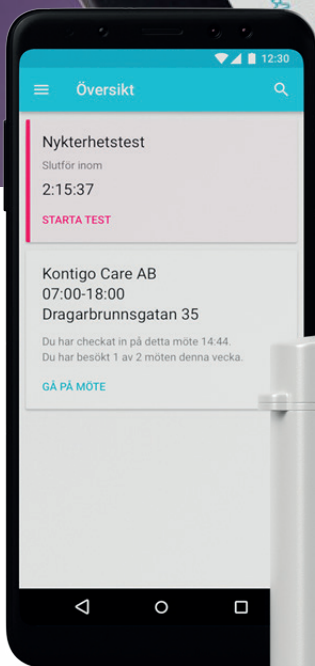 12:30
Översikt
Nykterhetstest
Slutför inom
2:15:37
STARTA TEST
Kontigo Care AB
07:00-18:00
Dragarbrunnsgatan 35
Du har checkat in på detta möte 14:44.
Du har besökt 1 av 2 möten denna vecka.
GÅ PÅ MÖTE